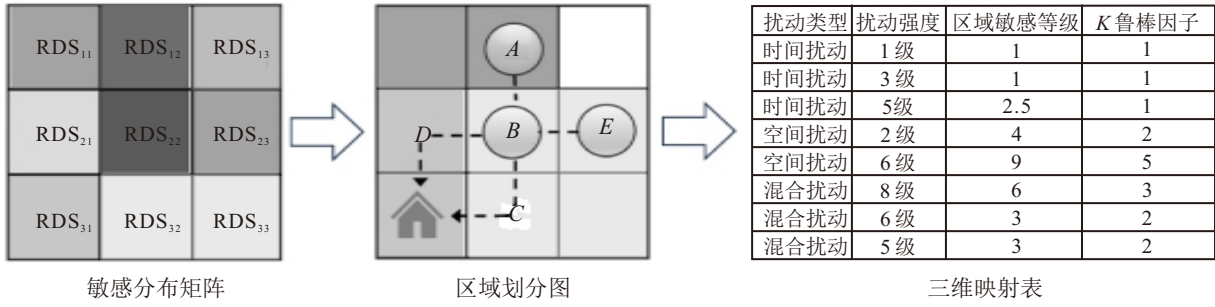 RDS₁₁ RDS₁₂ RDS₁₃
RDS₂₁ RDS₂₂ RDS₂₃
RDS₃₁ RDS₃₂ RDS₃₃
敏感分布矩阵
A
D B E
C
区域划分图
扰动类型 扰动强度 区域敏感等级 K鲁棒因子
时间扰动 1级 1 1
时间扰动 3级 1 1
时间扰动 5级 2.5 1
空间扰动 2级 4 2
空间扰动 6级 9 5
混合扰动 8级 6 3
混合扰动 6级 3 2
混合扰动 5级 3 2
三维映射表